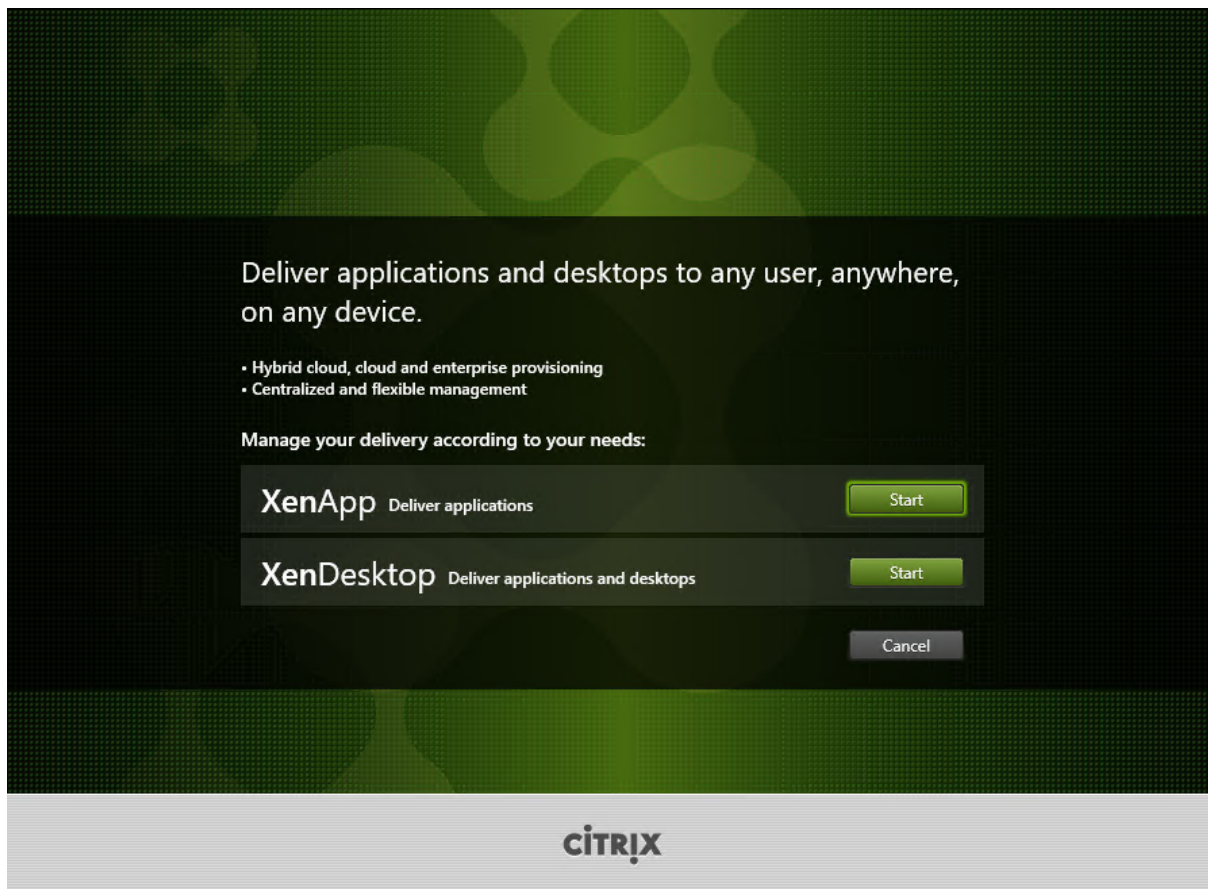 Deliver applications and desktops to any user, anywhere,
on any device.
• Hybrid cloud, cloud and enterprise provisioning
• Centralized and flexible management
Manage your delivery according to your needs:
XenApp Deliver applications Start
XenDesktop Deliver applications and desktops Start
Cancel
CITRIX